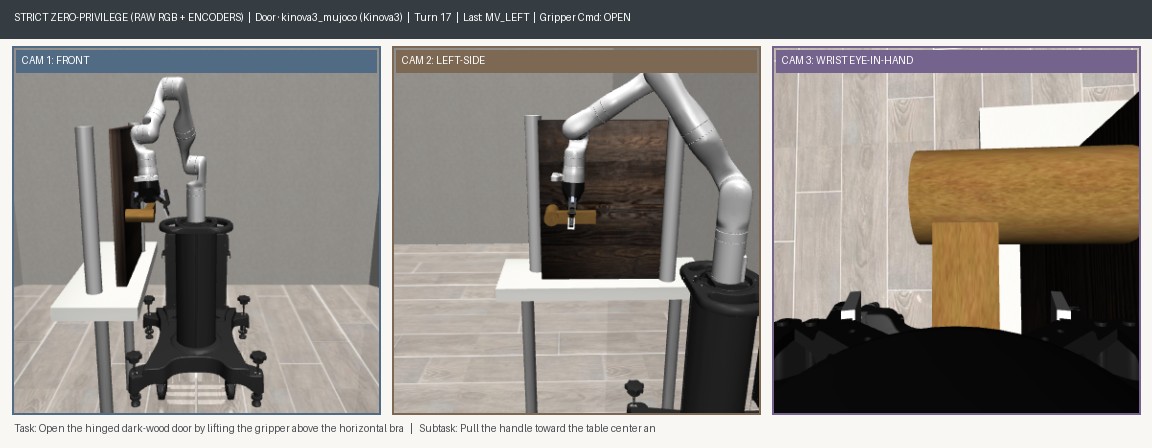 STRICT ZERO-PRIVILEGE (RAW RGB + ENCODERS) | Door · kinova3_mujoco (Kinova3) | Turn 17 | Last: MV_LEFT | Gripper Cmd: OPEN
CAM 1: FRONT
CAM 2: LEFT-SIDE
CAM 3: WRIST EYE-IN-HAND
Task: Open the hinged dark-wood door by lifting the gripper above the horizontal bra | Subtask: Pull the handle toward the table center an